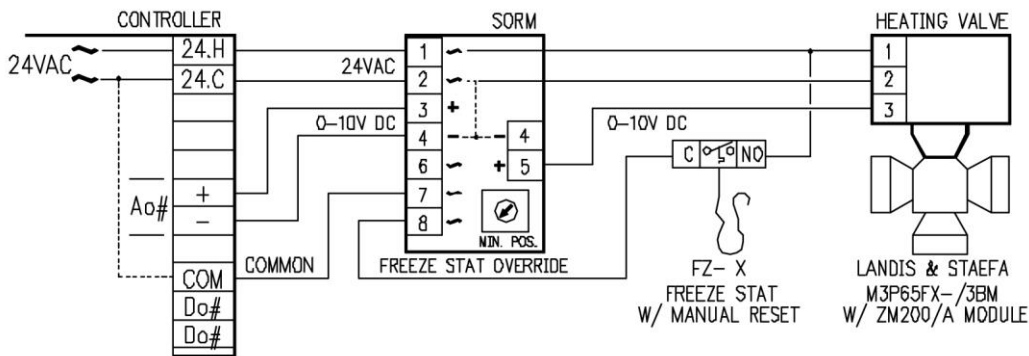 CONTROLLER
SORM
HEATING VALVE
24VAC
24.H
24.C
24VAC
1 ~
2 ~
3 +
4 - - 4
6 ~ + 5
7 ~
8 ~
0-10V DC
0-10V DC
1
2
3
C NO
Ao#
+
-
MIN. POS.
COM
COMMON
FREEZE STAT OVERRIDE
Do#
Do#
FZ- X
FREEZE STAT
W/ MANUAL RESET
LANDIS & STAEFA
M3P65FX-/3BM
W/ ZM200/A MODULE